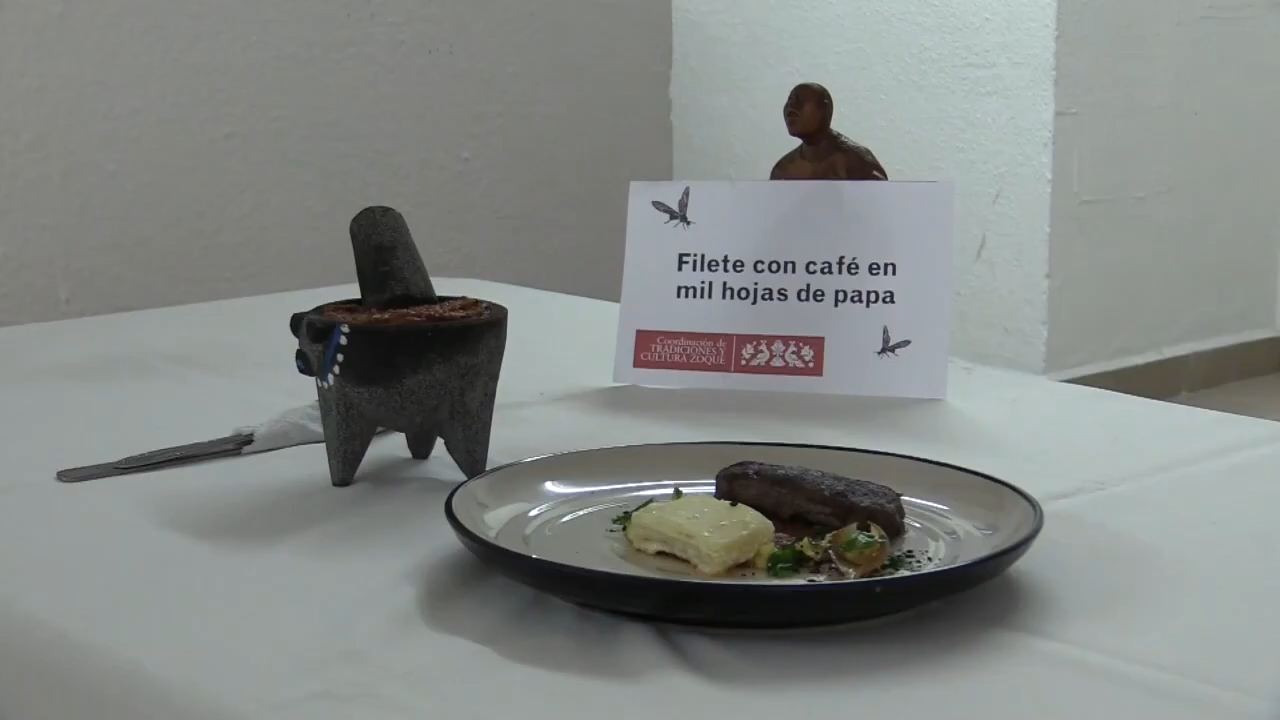 Filete con café en
mil hojas de papa
Coordinación de
TRADICIONES Y
CULTURA ZOQUE